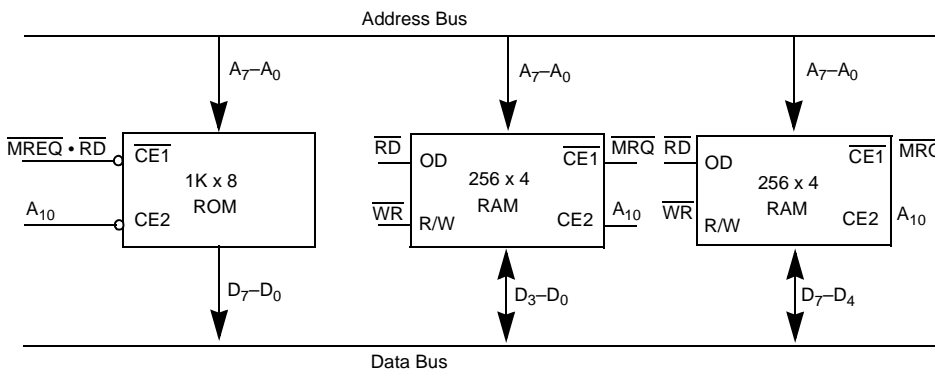 Address Bus
A7–A0
A7–A0
A7–A0
MREQ • RD
A10
CE1
CE2
1K x 8
ROM
RD
WR
OD
R/W
256 x 4
RAM
CE1
CE2
MRQ
A10
RD
WR
OD
R/W
256 x 4
RAM
CE1
CE2
MRQ
A10
D7–D0
D3–D0
D7–D4
Data Bus